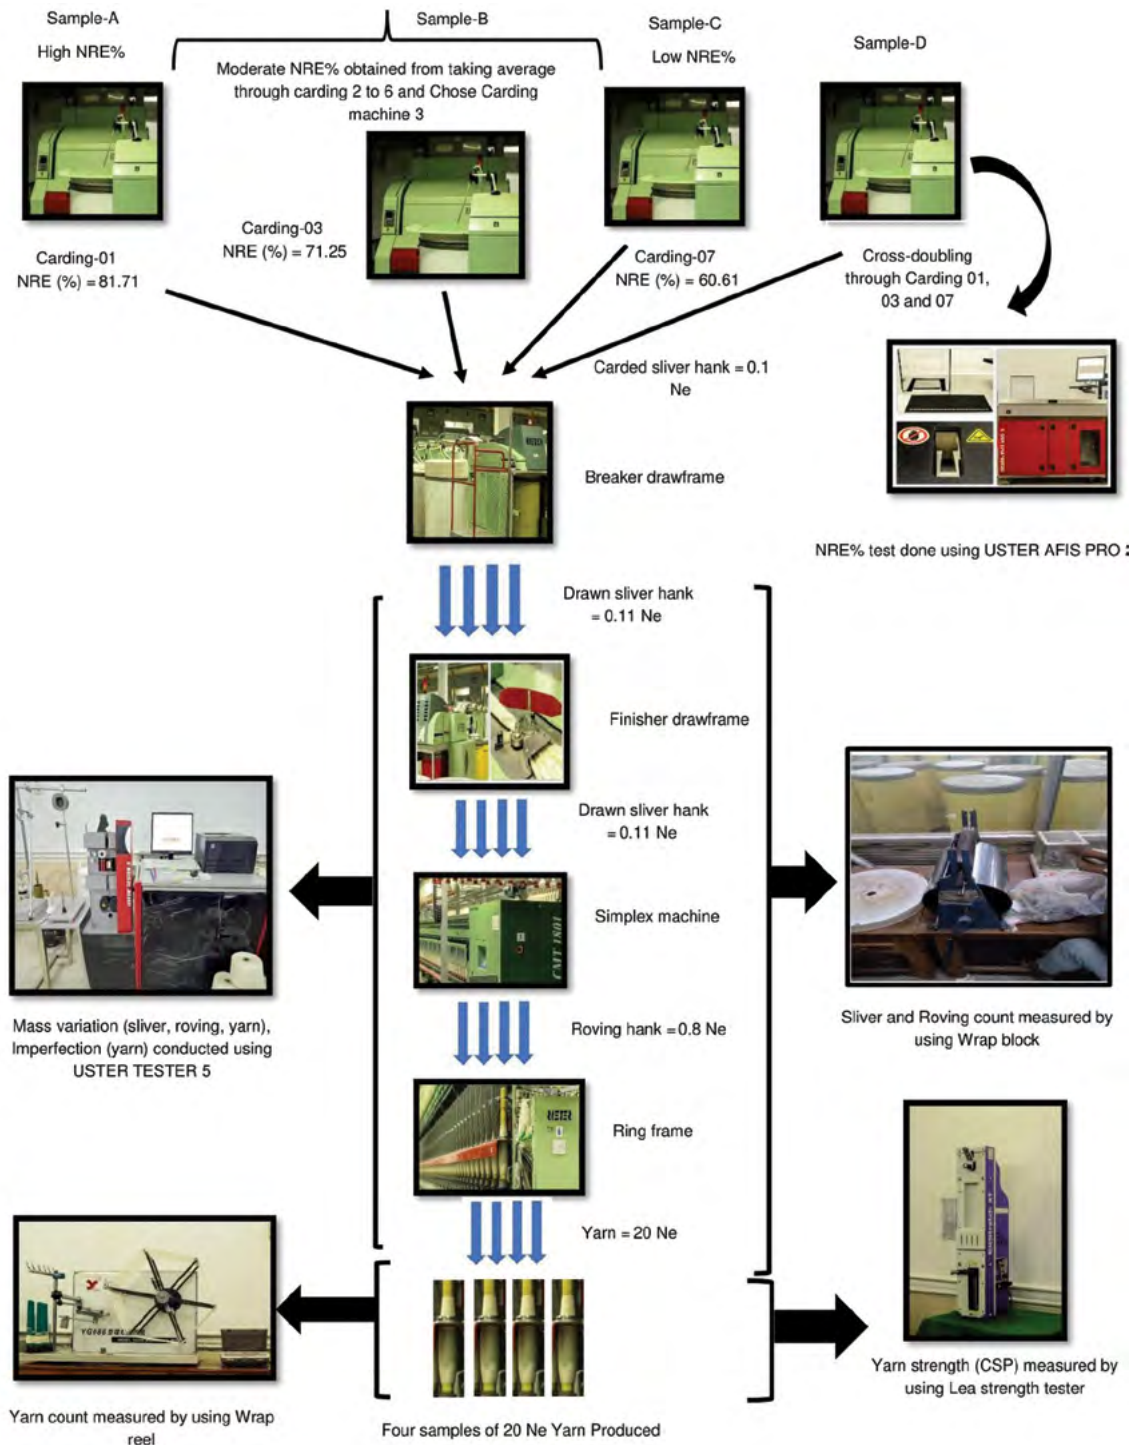 Sample-A
High NRE%
Sample-B
Moderate NRE% obtained from taking average
through carding 2 to 6 and Chose Carding
machine 3
Sample-C
Low NRE%
Sample-D
Carding-01
NRE (%) = 81.71
Carding-03
NRE (%) = 71.25
Carding-07
NRE (%) = 60.61
Cross-doubling
through Carding 01,
03 and 07
Carded sliver hank = 0.1
Ne
Breaker drawframe
NRE% test done using USTER AFIS PRO
Drawn sliver hank
= 0.11 Ne
Finisher drawframe
Drawn sliver hank
= 0.11 Ne
Simplex machine
CMT 1801
Mass variation (sliver, roving, yarn),
Imperfection (yarn) conducted using
USTER TESTER 5
Sliver and Roving count measured by
using Wrap block
Roving hank = 0.8 Ne
RIETER
Ring frame
Yarn = 20 Ne
Yarn count measured by using Wrap
reel
Four samples of 20 Ne Yarn Produced
Yarn strength (CSP) measured by
using Lea strength tester